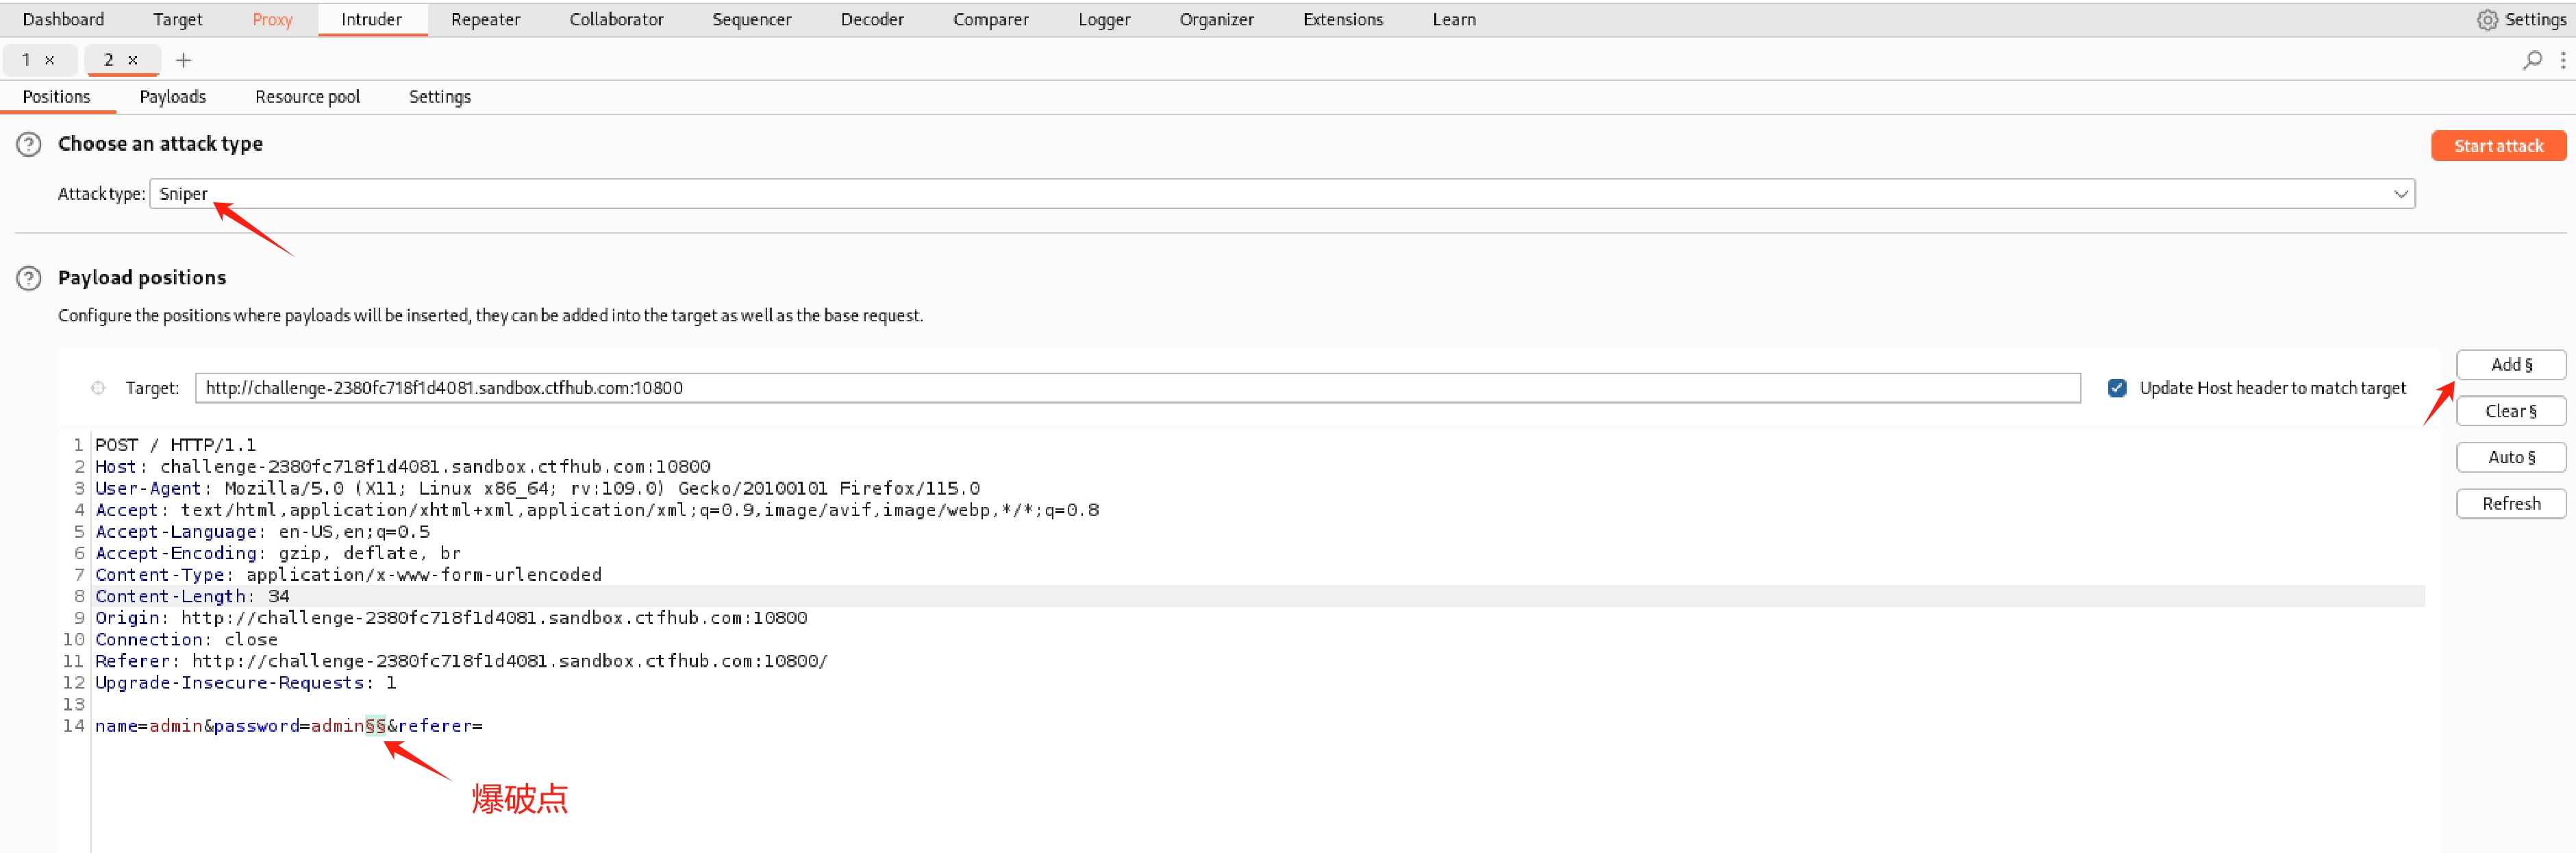 Dashboard Target Proxy Intruder Repeater Collaborator Sequencer Decoder Comparer Logger Organizer Extensions Learn Settings
1 × 2 × +
Positions Payloads Resource pool Settings
Choose an attack type
Start attack
Attack type: Sniper
Payload positions
Configure the positions where payloads will be inserted, they can be added into the target as well as the base request.
Add §
Target: http://challenge-2380fc718f1d4081.sandbox.ctfhub.com:10800 Update Host header to match target
Clear §
Auto §
Refresh
1 POST / HTTP/1.1
2 Host: challenge-2380fc718f1d4081.sandbox.ctfhub.com:10800
3 User-Agent: Mozilla/5.0 (X11; Linux x86_64; rv:109.0) Gecko/20100101 Firefox/115.0
4 Accept: text/html,application/xhtml+xml,application/xml;q=0.9,image/avif,image/webp,*/*;q=0.8
5 Accept-Language: en-US,en;q=0.5
6 Accept-Encoding: gzip, deflate, br
7 Content-Type: application/x-www-form-urlencoded
8 Content-Length: 34
9 Origin: http://challenge-2380fc718f1d4081.sandbox.ctfhub.com:10800
10 Connection: close
11 Referer: http://challenge-2380fc718f1d4081.sandbox.ctfhub.com:10800/
12 Upgrade-Insecure-Requests: 1
13
14 name=admin&password=admin§§&referer=
爆破点